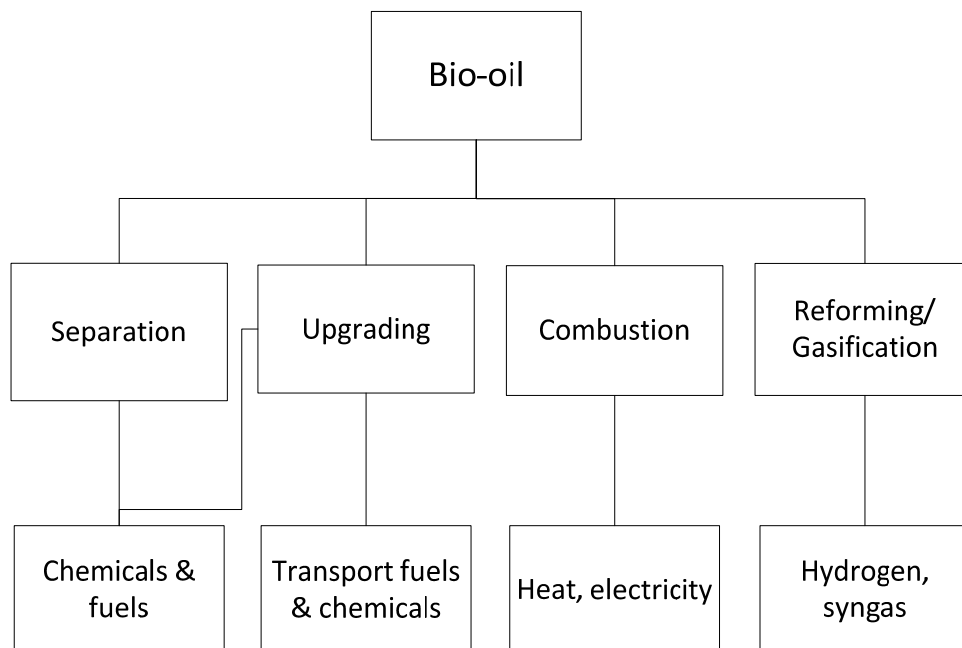 Bio-oil
Separation
Upgrading
Combustion
Reforming/
Gasification
Chemicals &
fuels
Transport fuels
& chemicals
Heat, electricity
Hydrogen,
syngas